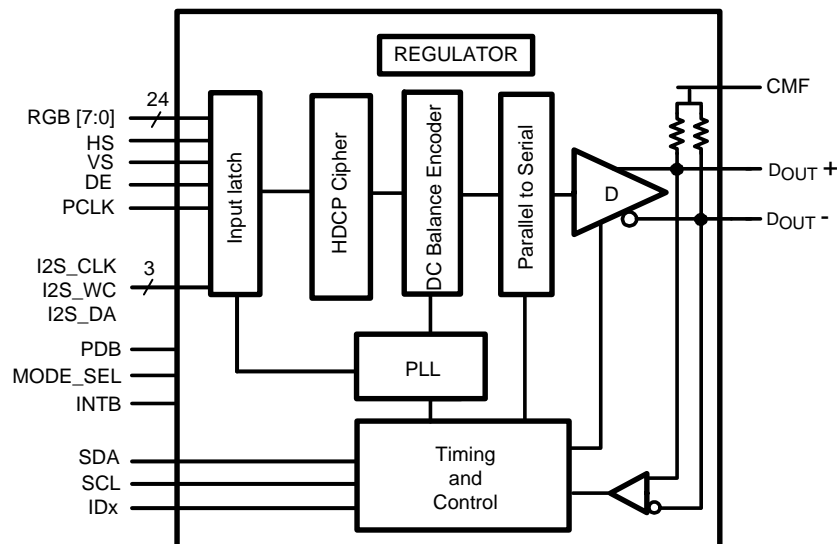 REGULATOR
CMF
24
RGB [7:0]
HS
VS
DE
PCLK
Input latch
HDCP Cipher
DC Balance Encoder
Parallel to Serial
D
DOUT +
DOUT -
I2S_CLK
3
I2S_WC
I2S_DA
PDB
MODE_SEL
INTB
PLL
SDA
SCL
IDx
Timing
and
Control